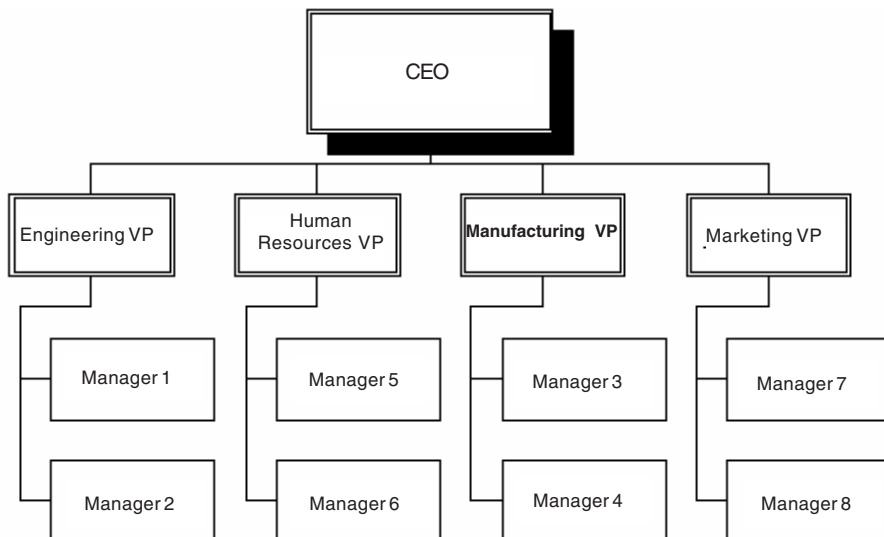 CEO
Engineering VP
Human
Resources VP
Manufacturing VP
Marketing VP
Manager 1
Manager 5
Manager 3
Manager 7
Manager 2
Manager 6
Manager 4
Manager 8